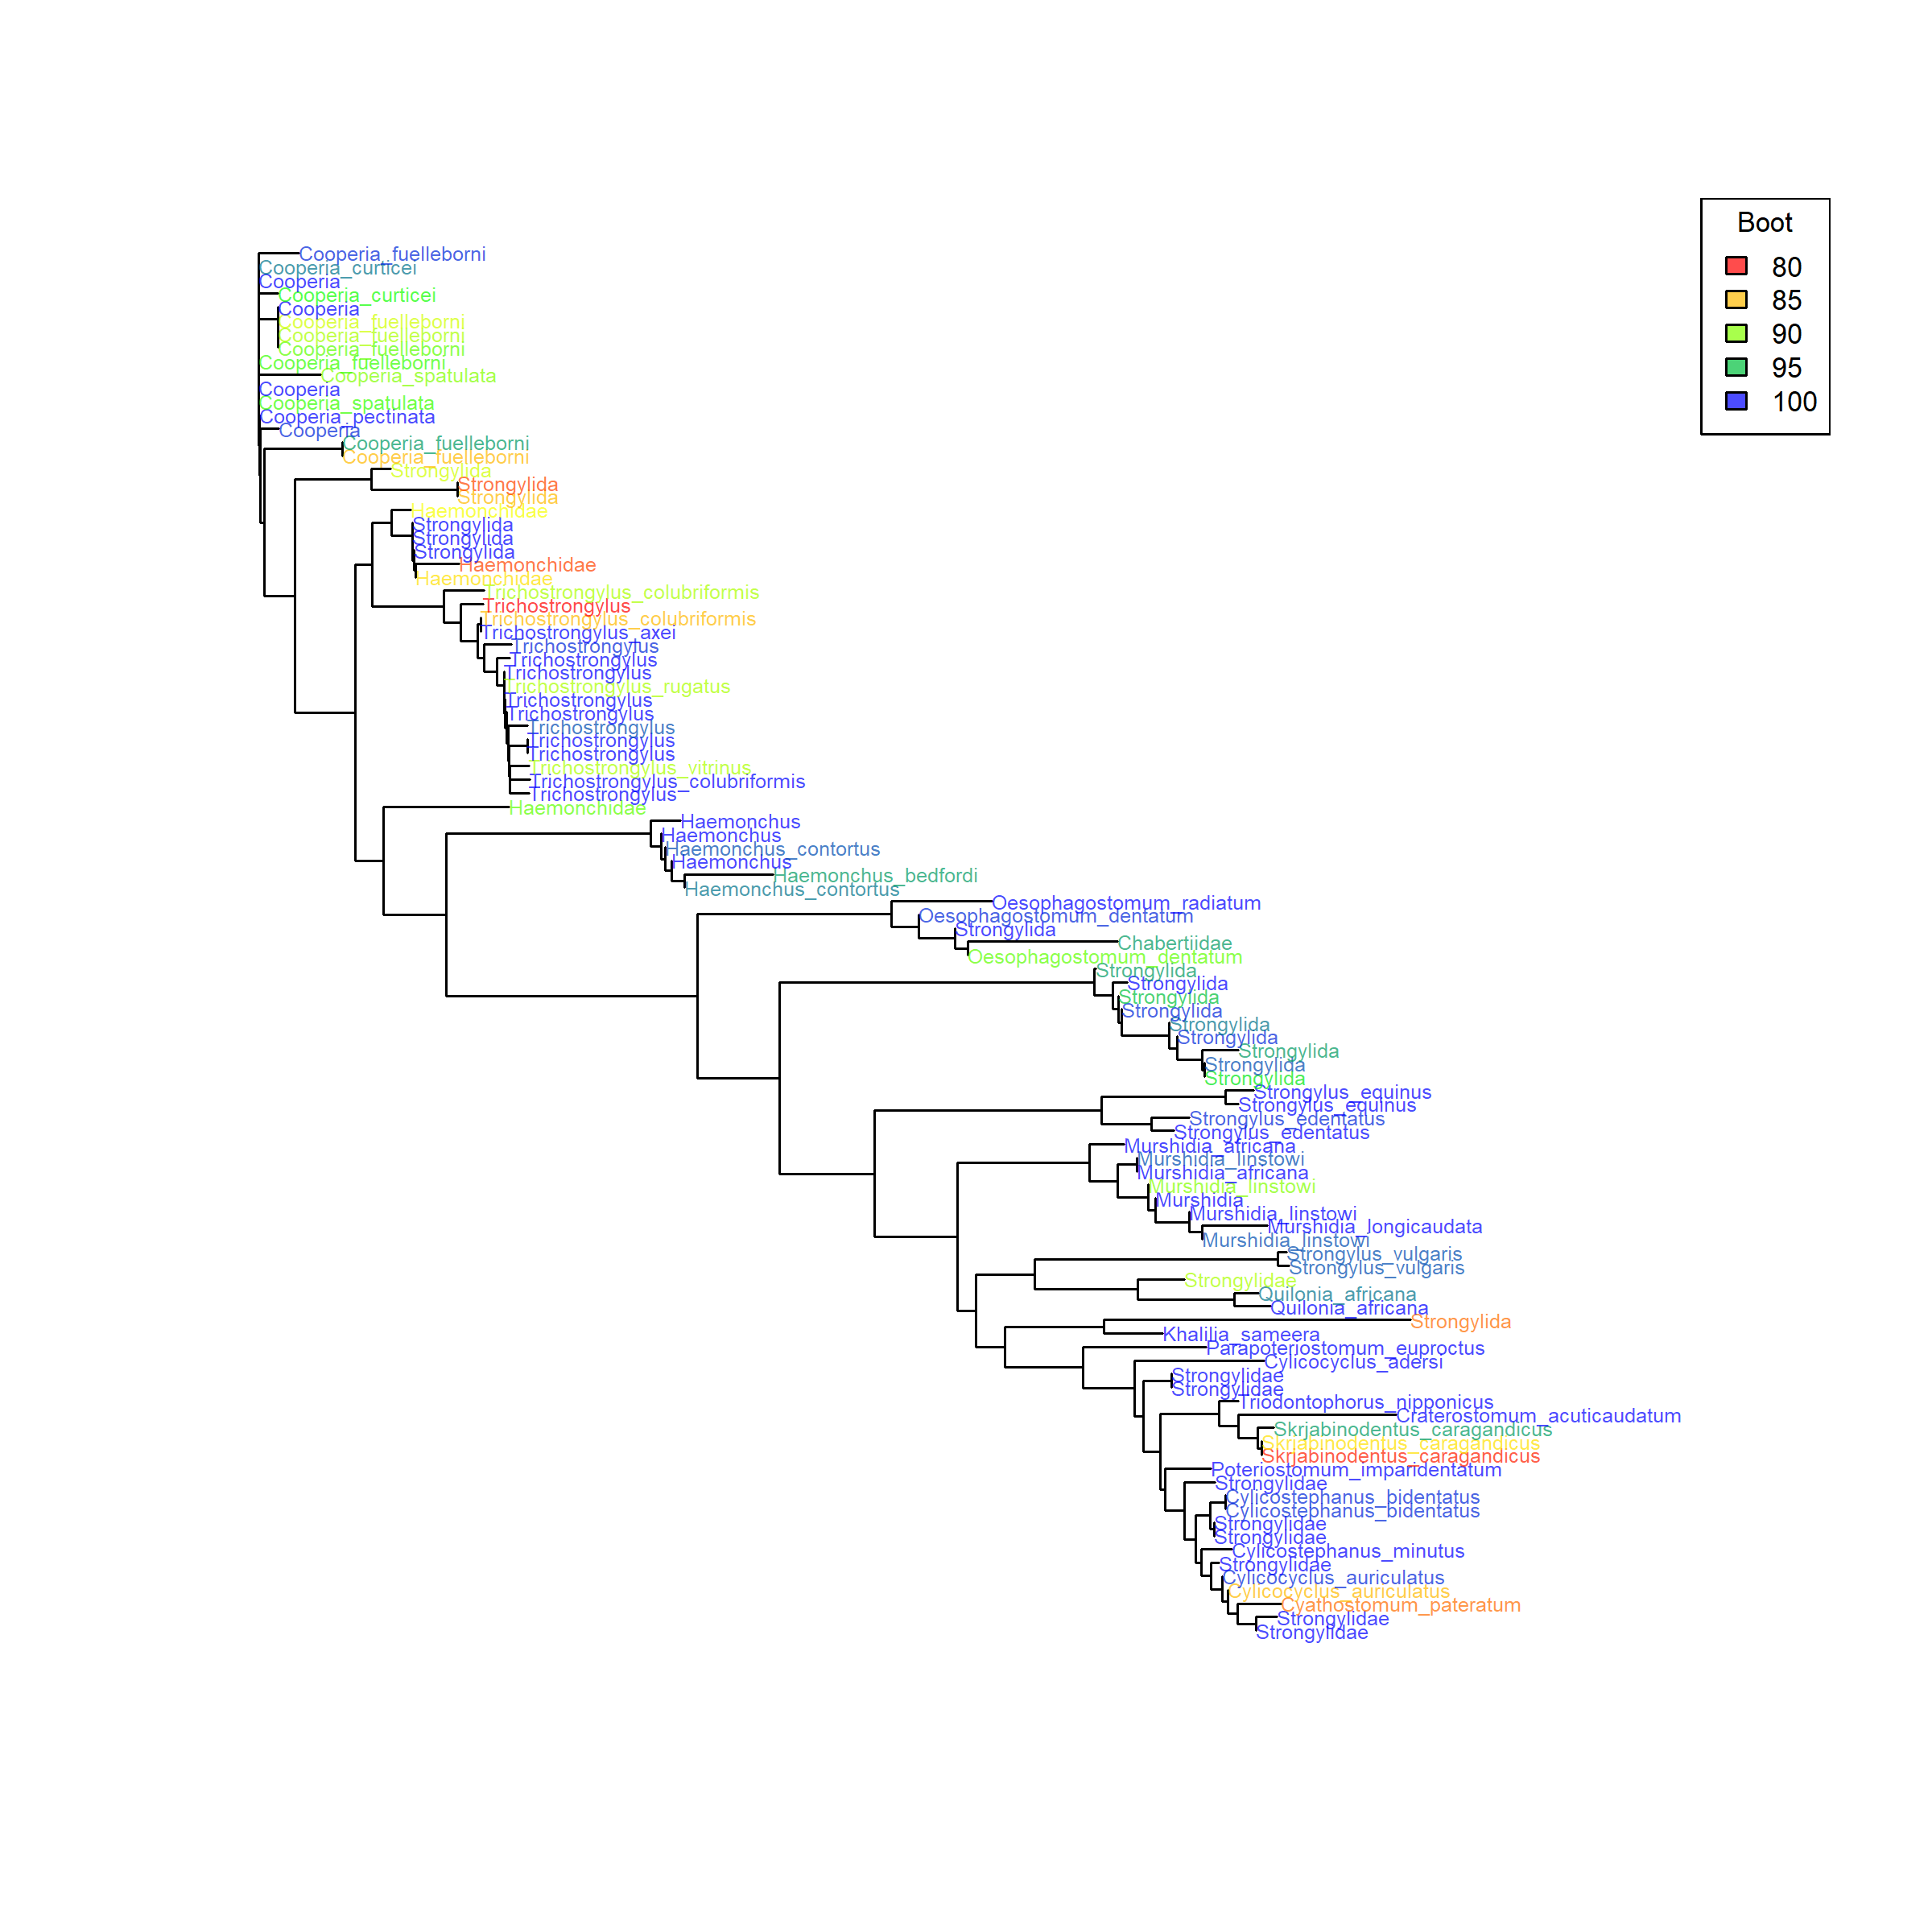 Boot
80
85
90
95
100
Cooperia_fuelleborni
Cooperia_curticei
Cooperia
Cooperia_curticei
Cooperia
Cooperia_fuelleborni
Cooperia_fuelleborni
Cooperia_fuelleborni
Cooperia_fuelleborni
Cooperia_spatulata
Cooperia
Cooperia_spatulata
Cooperia_pectinata
Cooperia
Cooperia_fuelleborni
Cooperia_fuelleborni
Strongylida
Strongylida
Strongylida
Haemonchidae
Strongylida
Strongylida
Strongylida
Haemonchidae
Haemonchidae
Trichostrongylus_colubriformis
Trichostrongylus
Trichostrongylus_colubriformis
Trichostrongylus_axei
Trichostrongylus
Trichostrongylus
Trichostrongylus
Trichostrongylus_rugatus
Trichostrongylus
Trichostrongylus
Trichostrongylus
Trichostrongylus
Trichostrongylus
Trichostrongylus_vitrinus
Trichostrongylus_colubriformis
Trichostrongylus
Haemonchidae
Haemonchus
Haemonchus
Haemonchus_contortus
Haemonchus
Haemonchus_bedfordi
Haemonchus_contortus
Oesophagostomum_radiatum
Oesophagostomum_dentatum
Strongylida
Chabertiidae
Oesophagostomum_dentatum
Strongylida
Strongylida
Strongylida
Strongylida
Strongylida
Strongylida
Strongylida
Strongylida
Strongylida
Strongylus_equinus
Strongylus_equinus
Strongylus_edentatus
Strongylus_edentatus
Murshidia_africana
Murshidia_linstowi
Murshidia_africana
Murshidia_linstowi
Murshidia
Murshidia_linstowi
Murshidia_longicaudata
Murshidia_linstowi
Strongylus_vulgaris
Strongylus_vulgaris
Strongylidae
Quilonia_africana
Quilonia_africana
Strongylida
Khalilia_sameera
Parapoteriostomum_euproctus
Cylicocyclus_adersi
Strongylidae
Strongylidae
Triodontophorus_nipponicus
Craterostomum_acuticaudatum
Skrjabinodentus_caragandicus
Skrjabinodentus_caragandicus
Skrjabinodentus_caragandicus
Poteriostomum_imparidentatum
Strongylidae
Cylicostephanus_bidentatus
Cylicostephanus_bidentatus
Strongylidae
Strongylidae
Cylicostephanus_minutus
Strongylidae
Cylicocyclus_auriculatus
Cylicocyclus_auriculatus
Cyathostomum_pateratum
Strongylidae
Strongylidae